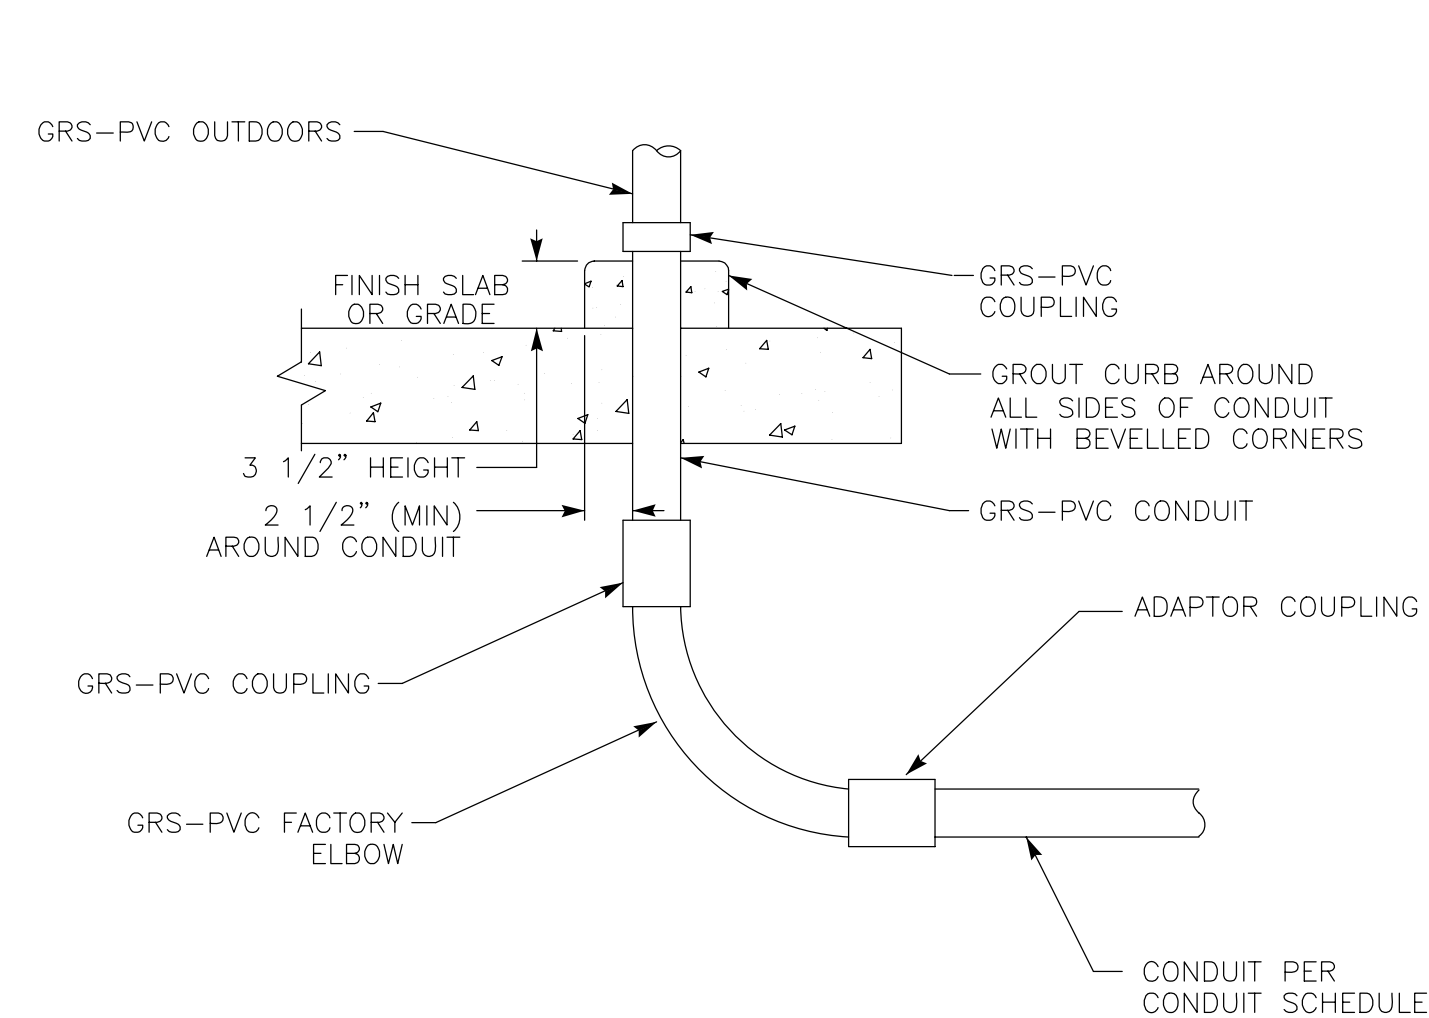 GRS-PVC OUTDOORS
GRS-PVC
COUPLING
FINISH SLAB
OR GRADE
GROUT CURB AROUND
ALL SIDES OF CONDUIT
WITH BEVELLED CORNERS
3 1/2" HEIGHT
2 1/2" (MIN)
AROUND CONDUIT
GRS-PVC CONDUIT
ADAPTOR COUPLING
GRS-PVC COUPLING
GRS-PVC FACTORY
ELBOW
CONDUIT PER
CONDUIT SCHEDULE